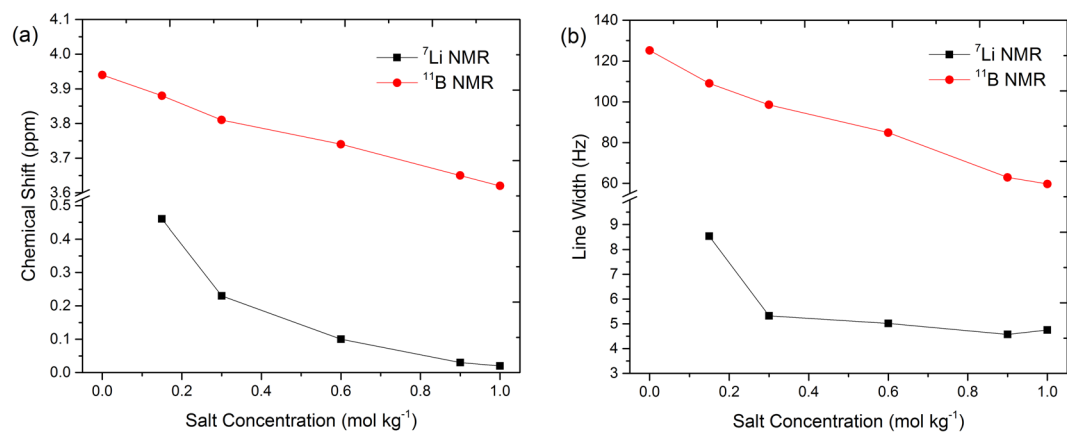 (a)
4.1
4.0
3.9
3.8
3.7
3.6
0.5
0.4
0.3
0.2
0.1
0.0
Chemical Shift (ppm)
⁷Li NMR
¹¹B NMR
0.0 0.2 0.4 0.6 0.8 1.0
Salt Concentration (mol kg⁻¹)
(b)
140
120
100
80
60
9
8
7
6
5
4
3
Line Width (Hz)
⁷Li NMR
¹¹B NMR
0.0 0.2 0.4 0.6 0.8 1.0
Salt Concentration (mol kg⁻¹)